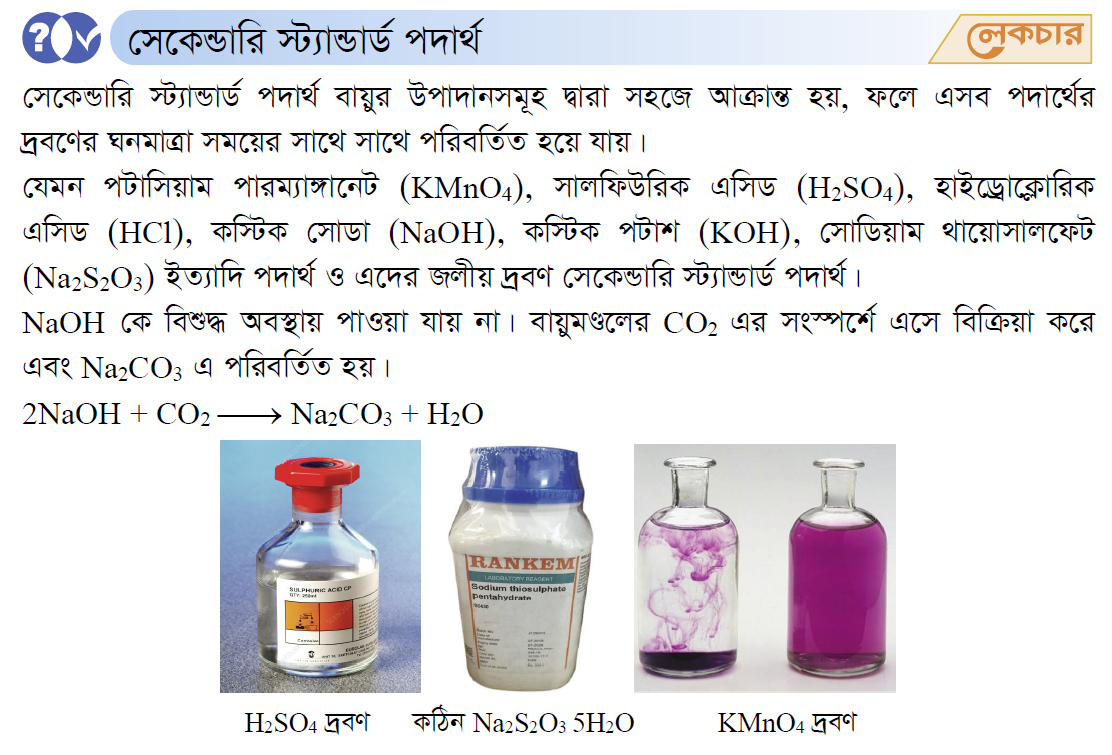 সেকেন্ডারি স্ট্যান্ডার্ড পদার্থ
লেকচার
সেকেন্ডারি স্ট্যান্ডার্ড পদার্থ বায়ুর উপাদানসমূহ দ্বারা সহজে আক্রান্ত হয়, ফলে এসব পদার্থের
দ্রবণের ঘনমাত্রা সময়ের সাথে সাথে পরিবর্তিত হয়ে যায়।
যেমন পটাসিয়াম পারম্যাঙ্গানেট (KMnO₄), সালফিউরিক এসিড (H₂SO₄), হাইড্রোক্লোরিক
এসিড (HCl), কস্টিক সোডা (NaOH), কস্টিক পটাশ (KOH), সোডিয়াম থায়োসালফেট
(Na₂S₂O₃) ইত্যাদি পদার্থ ও এদের জলীয় দ্রবণ সেকেন্ডারি স্ট্যান্ডার্ড পদার্থ।
NaOH কে বিশুদ্ধ অবস্থায় পাওয়া যায় না। বায়ুমণ্ডলের CO₂ এর সংস্পর্শে এসে বিক্রিয়া করে
এবং Na₂CO₃ এ পরিবর্তিত হয়।
2NaOH + CO₂ ⟶ Na₂CO₃ + H₂O
SULPHURIC ACID CP
QTY: 250ml
Corrosive
RANKEM
LABORATORY REAGENT
Sodium thiosulphate
pentahydrate
H₂SO₄ দ্রবণ
কঠিন Na₂S₂O₃ 5H₂O
KMnO₄ দ্রবণ